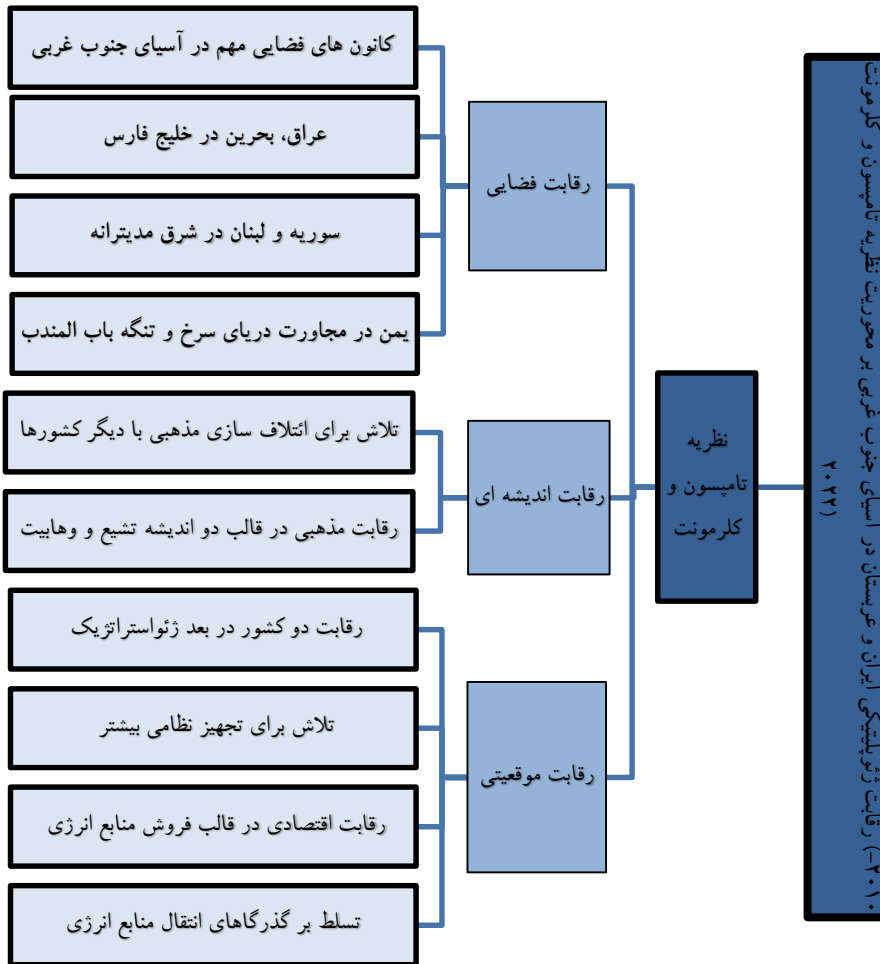 رقابت ژئوپلیتیکی ایران و عربستان در آسیای جنوب غربی بر محوریت نظریه تامپسون و کلرمونت (۲۰۱۰-
۲۰۲۲)
نظریه
تامپسون و
کلرمونت
رقابت فضایی
کانون های فضایی مهم در آسیای جنوب غربی
عراق، بحرین در خلیج فارس
سوریه و لبنان در شرق مدیترانه
یمن در مجاورت دریای سرخ و تنگه باب المندب
رقابت اندیشه ای
تلاش برای ائتلاف سازی مذهبی با دیگر کشورها
رقابت مذهبی در قالب دو اندیشه تشیع و وهابیت
رقابت موقعیتی
رقابت دو کشور در بعد ژئواستراتژیک
تلاش برای تجهیز نظامی بیشتر
رقابت اقتصادی در قالب فروش منابع انرژی
تسلط بر گذرگاهای انتقال منابع انرژی